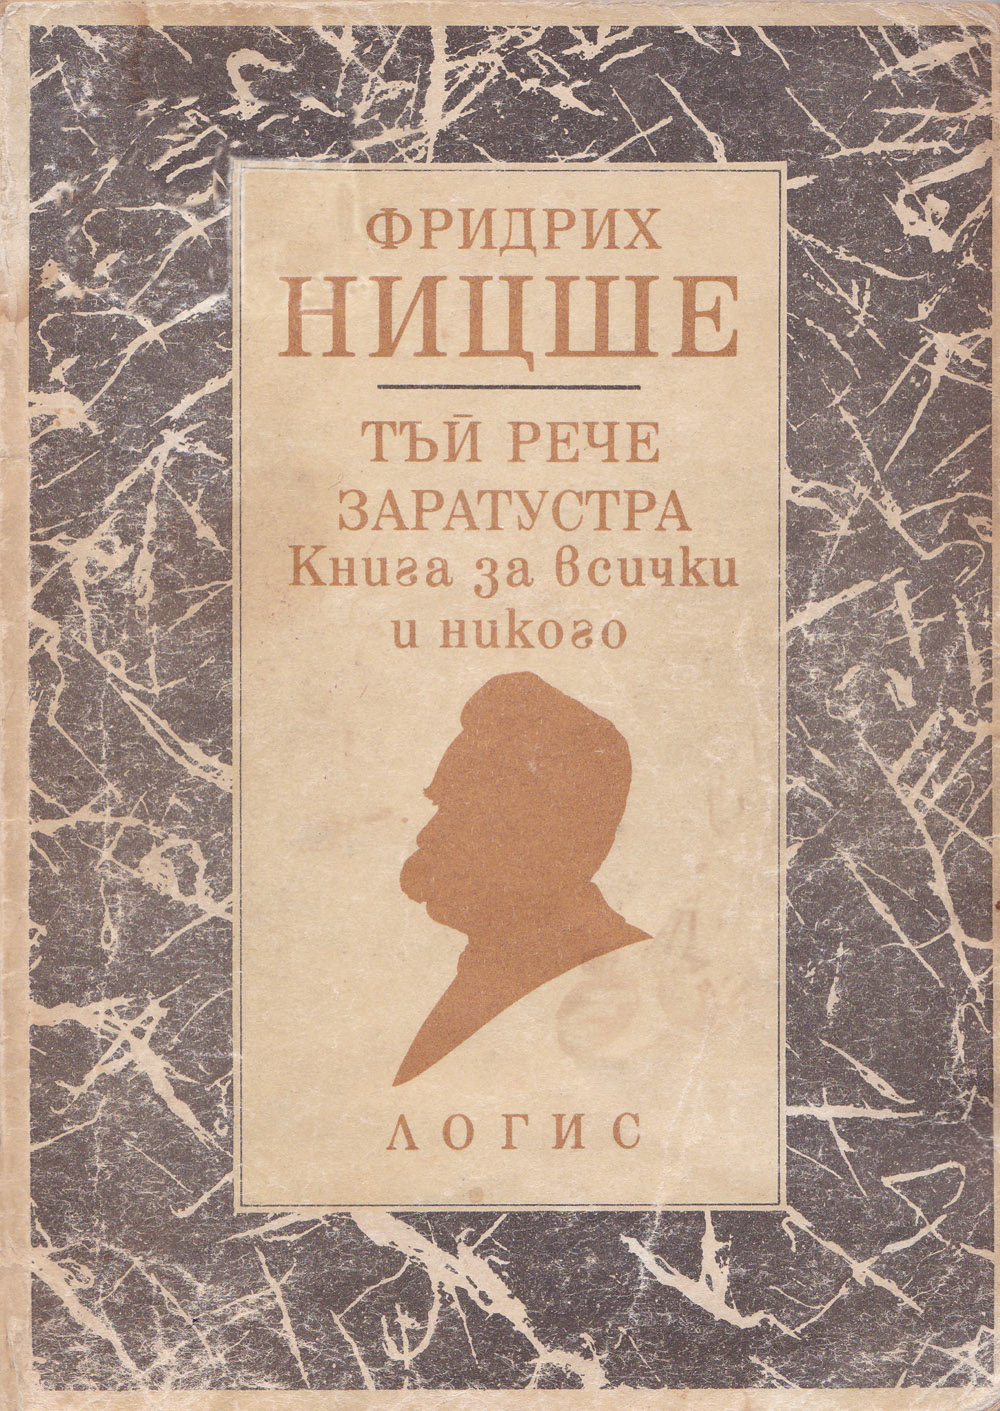 ФРИДРИХ
НИЦШЕ
ТЪЙ РЕЧЕ
ЗАРАТУСТРА
Книга за всички
и никого
ЛОГИС